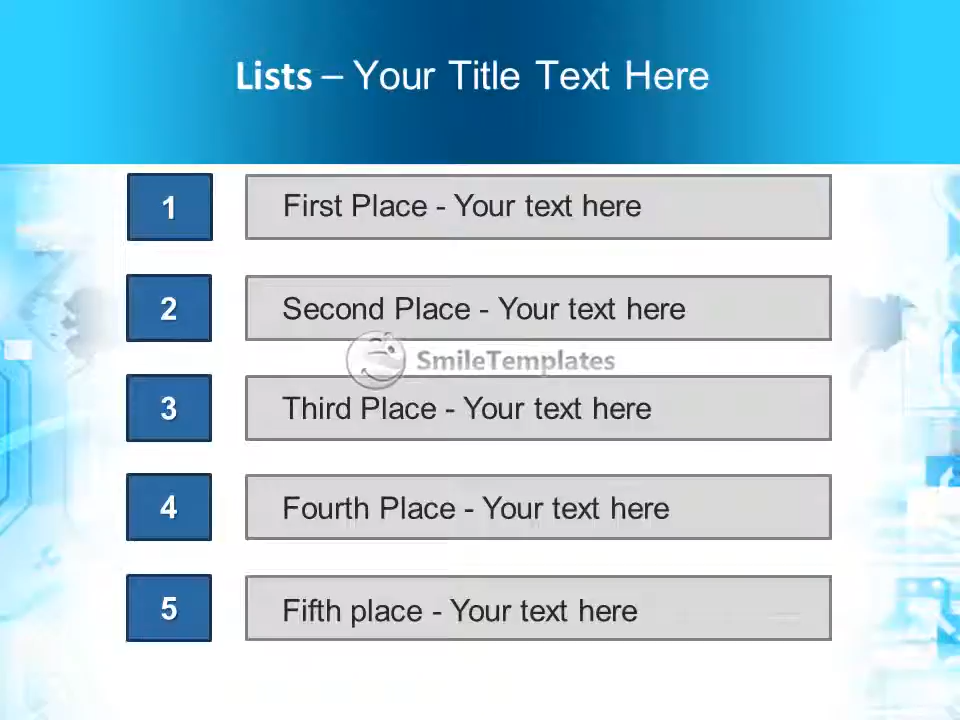 Lists – Your Title Text Here
1
First Place - Your text here
2
Second Place - Your text here
SmileTemplates
3
Third Place - Your text here
4
Fourth Place - Your text here
5
Fifth place - Your text here